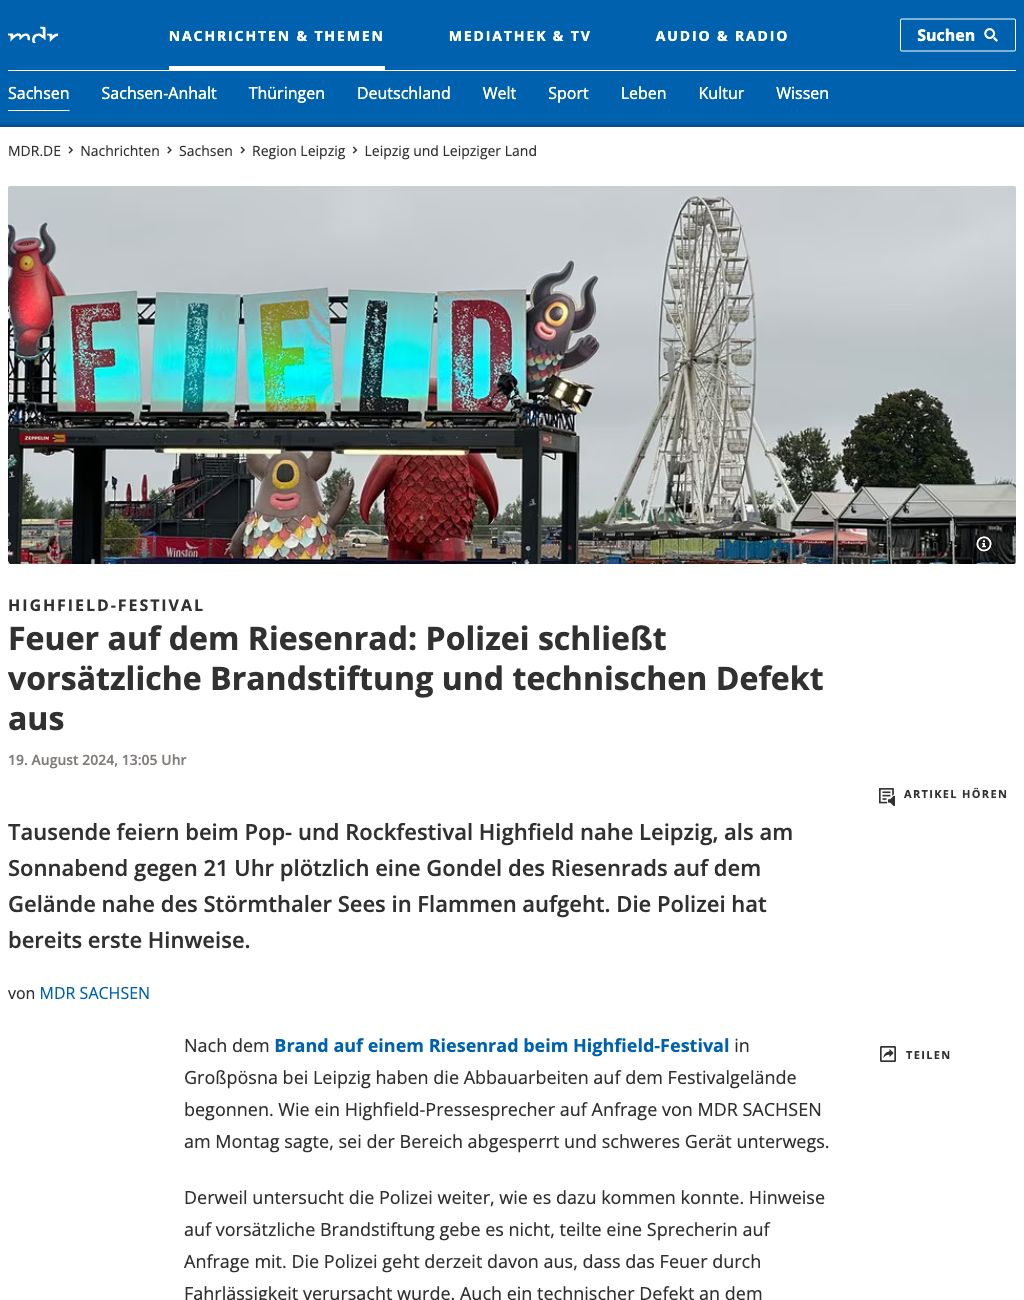 mdr
NACHRICHTEN & THEMEN
MEDIATHEK & TV
AUDIO & RADIO
Suchen
Sachsen
Sachsen-Anhalt
Thüringen
Deutschland
Welt
Sport
Leben
Kultur
Wissen
MDR.DE > Nachrichten > Sachsen > Region Leipzig > Leipzig und Leipziger Land
FIELD
ZEPPELIN
Winston
HIGHFIELD-FESTIVAL
Feuer auf dem Riesenrad: Polizei schließt
vorsätzliche Brandstiftung und technischen Defekt
aus
19. August 2024, 13:05 Uhr
ARTIKEL HÖREN
Tausende feiern beim Pop- und Rockfestival Highfield nahe Leipzig, als am
Sonnabend gegen 21 Uhr plötzlich eine Gondel des Riesenrads auf dem
Gelände nahe des Störmthaler Sees in Flammen aufgeht. Die Polizei hat
bereits erste Hinweise.
von MDR SACHSEN
Nach dem Brand auf einem Riesenrad beim Highfield-Festival in
Großpösna bei Leipzig haben die Abbauarbeiten auf dem Festivalgelände
begonnen. Wie ein Highfield-Pressesprecher auf Anfrage von MDR SACHSEN
am Montag sagte, sei der Bereich abgesperrt und schweres Gerät unterwegs.
TEILEN
Derweil untersucht die Polizei weiter, wie es dazu kommen konnte. Hinweise
auf vorsätzliche Brandstiftung gebe es nicht, teilte eine Sprecherin auf
Anfrage mit. Die Polizei geht derzeit davon aus, dass das Feuer durch
Fahrlässigkeit verursacht wurde. Auch ein technischer Defekt an dem